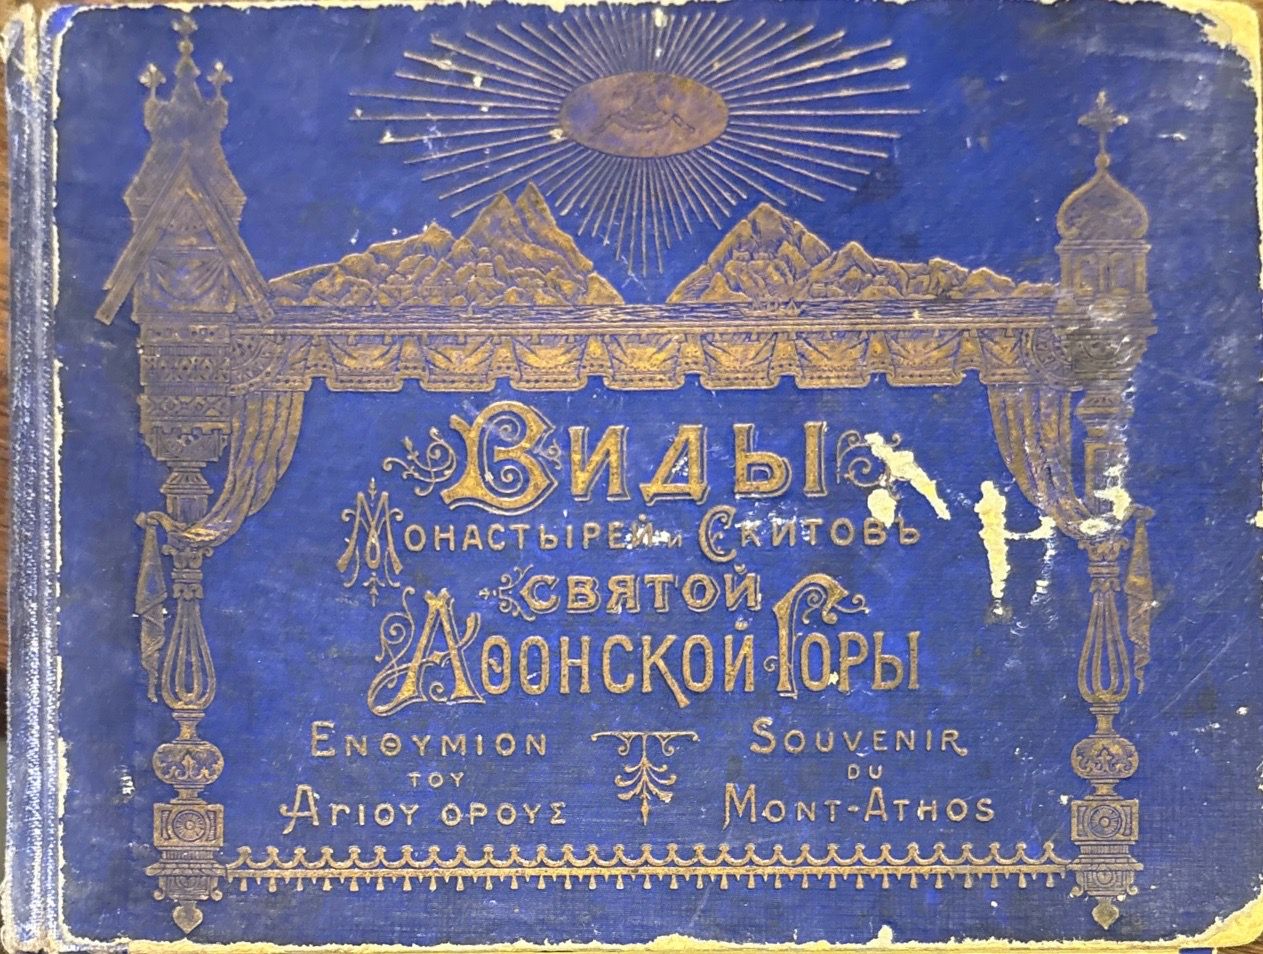 Виды
Монастырей и Скитовъ
Святой
Аѳонской Горы
Ενθυμιον
του
Αγιου ορους
Souvenir
du
Mont-Athos